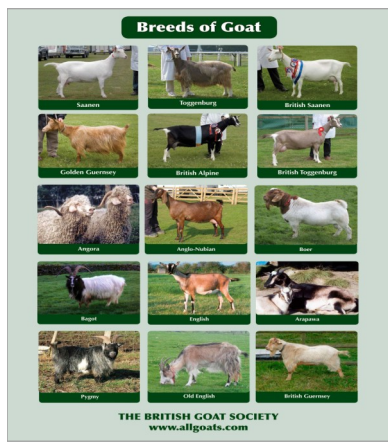 Breeds of Goat
Saanen
Toggenburg
British Saanen
Golden Guernsey
British Alpine
British Toggenburg
Angora
Anglo-Nubian
Boer
Bagot
English
Arapawa
Pygmy
Old English
British Guernsey
THE BRITISH GOAT SOCIETY
www.allgoats.com